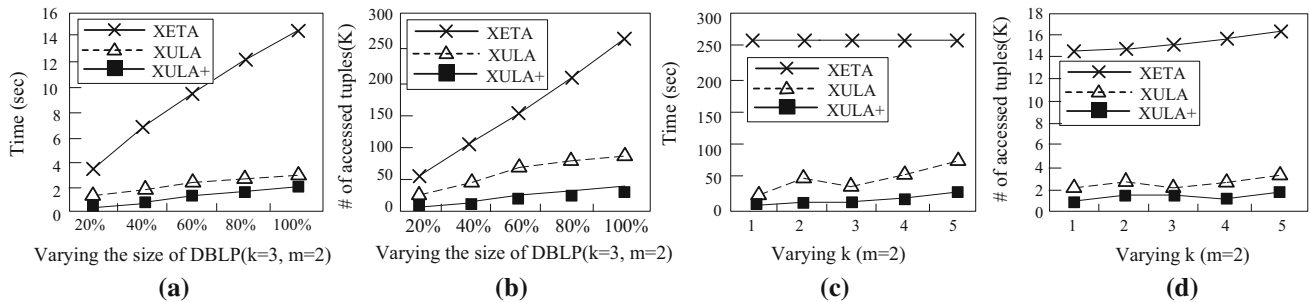 16
14
12
10
8
6
4
2
0
Time (sec)
XETA
XULA
XULA+
20% 40% 60% 80% 100%
Varying the size of DBLP(k=3, m=2)
(a)
300
250
200
150
100
50
0
# of accessed tuples(K)
XETA
XULA
XULA+
20% 40% 60% 80% 100%
Varying the size of DBLP(k=3, m=2)
(b)
300
250
200
150
100
50
0
Time (sec)
XETA
XULA
XULA+
1 2 3 4 5
Varying k (m=2)
(c)
18
16
14
12
10
8
6
4
2
0
# of accessed tuples(K)
XETA
XULA
XULA+
1 2 3 4 5
Varying k (m=2)
(d)